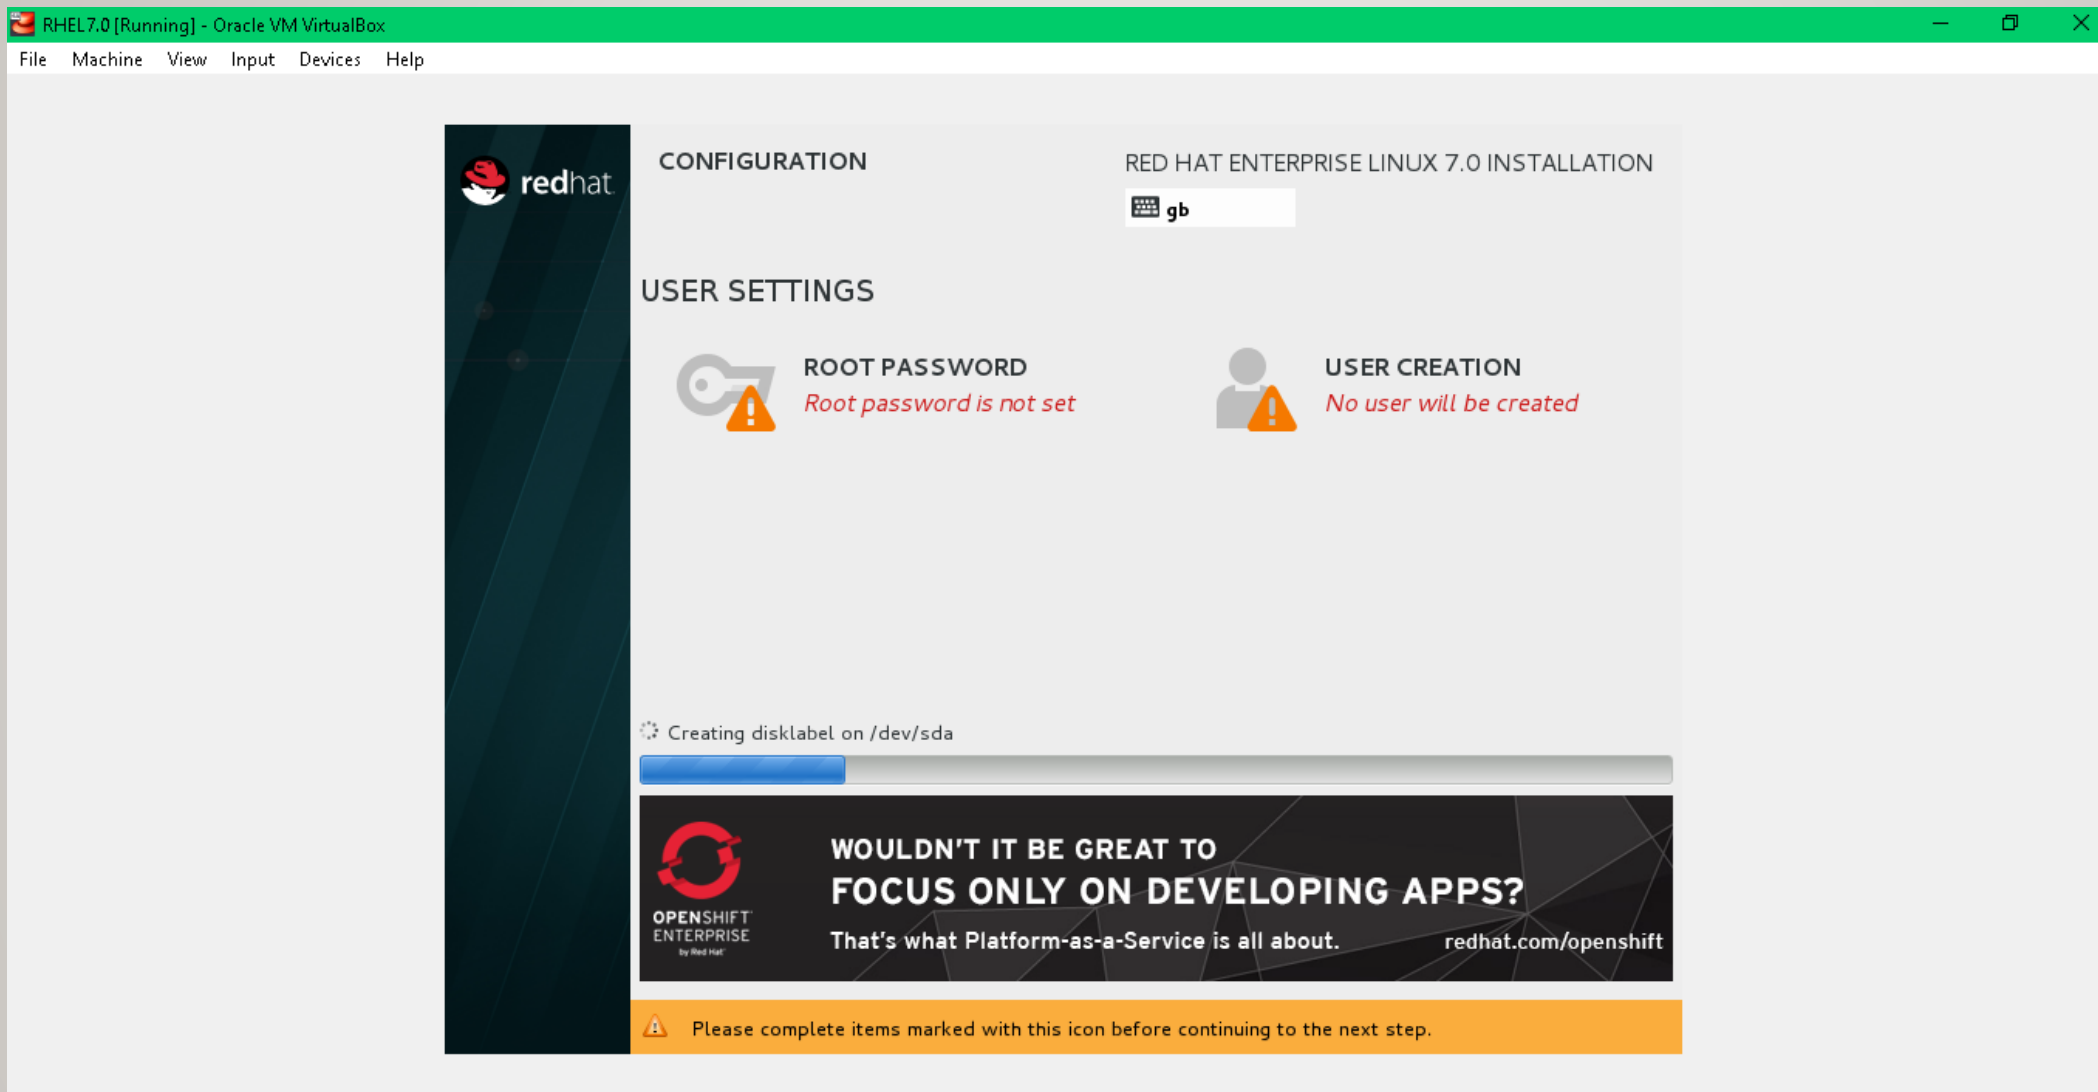 RHEL7.0 [Running] - Oracle VM VirtualBox
File Machine View Input Devices Help
redhat.
CONFIGURATION
RED HAT ENTERPRISE LINUX 7.0 INSTALLATION
gb
USER SETTINGS
ROOT PASSWORD
Root password is not set
USER CREATION
No user will be created
Creating disklabel on /dev/sda
WOULDN'T IT BE GREAT TO
FOCUS ONLY ON DEVELOPING APPS?
That's what Platform-as-a-Service is all about.
redhat.com/openshift
OPENSHIFT
ENTERPRISE
by Red Hat
Please complete items marked with this icon before continuing to the next step.